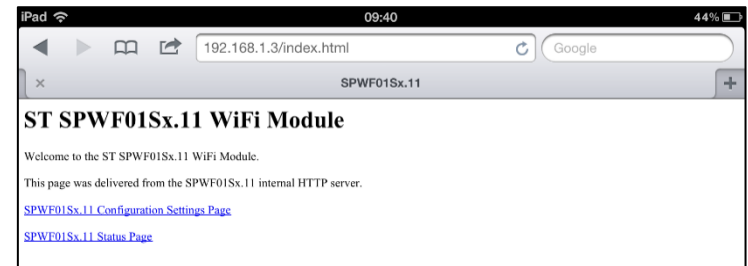 iPad 09:40 44%
192.168.1.3/index.html Google
SPWF01Sx.11
ST SPWF01Sx.11 WiFi Module
Welcome to the ST SPWF01Sx.11 WiFi Module.
This page was delivered from the SPWF01Sx.11 internal HTTP server.
SPWF01Sx.11 Configuration Settings Page
SPWF01Sx.11 Status Page